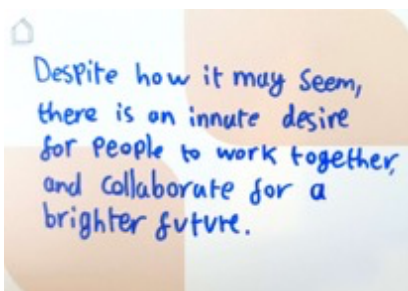 Despite how it may seem,
there is an innate desire
for people to work together,
and collaborate for a
brighter future.